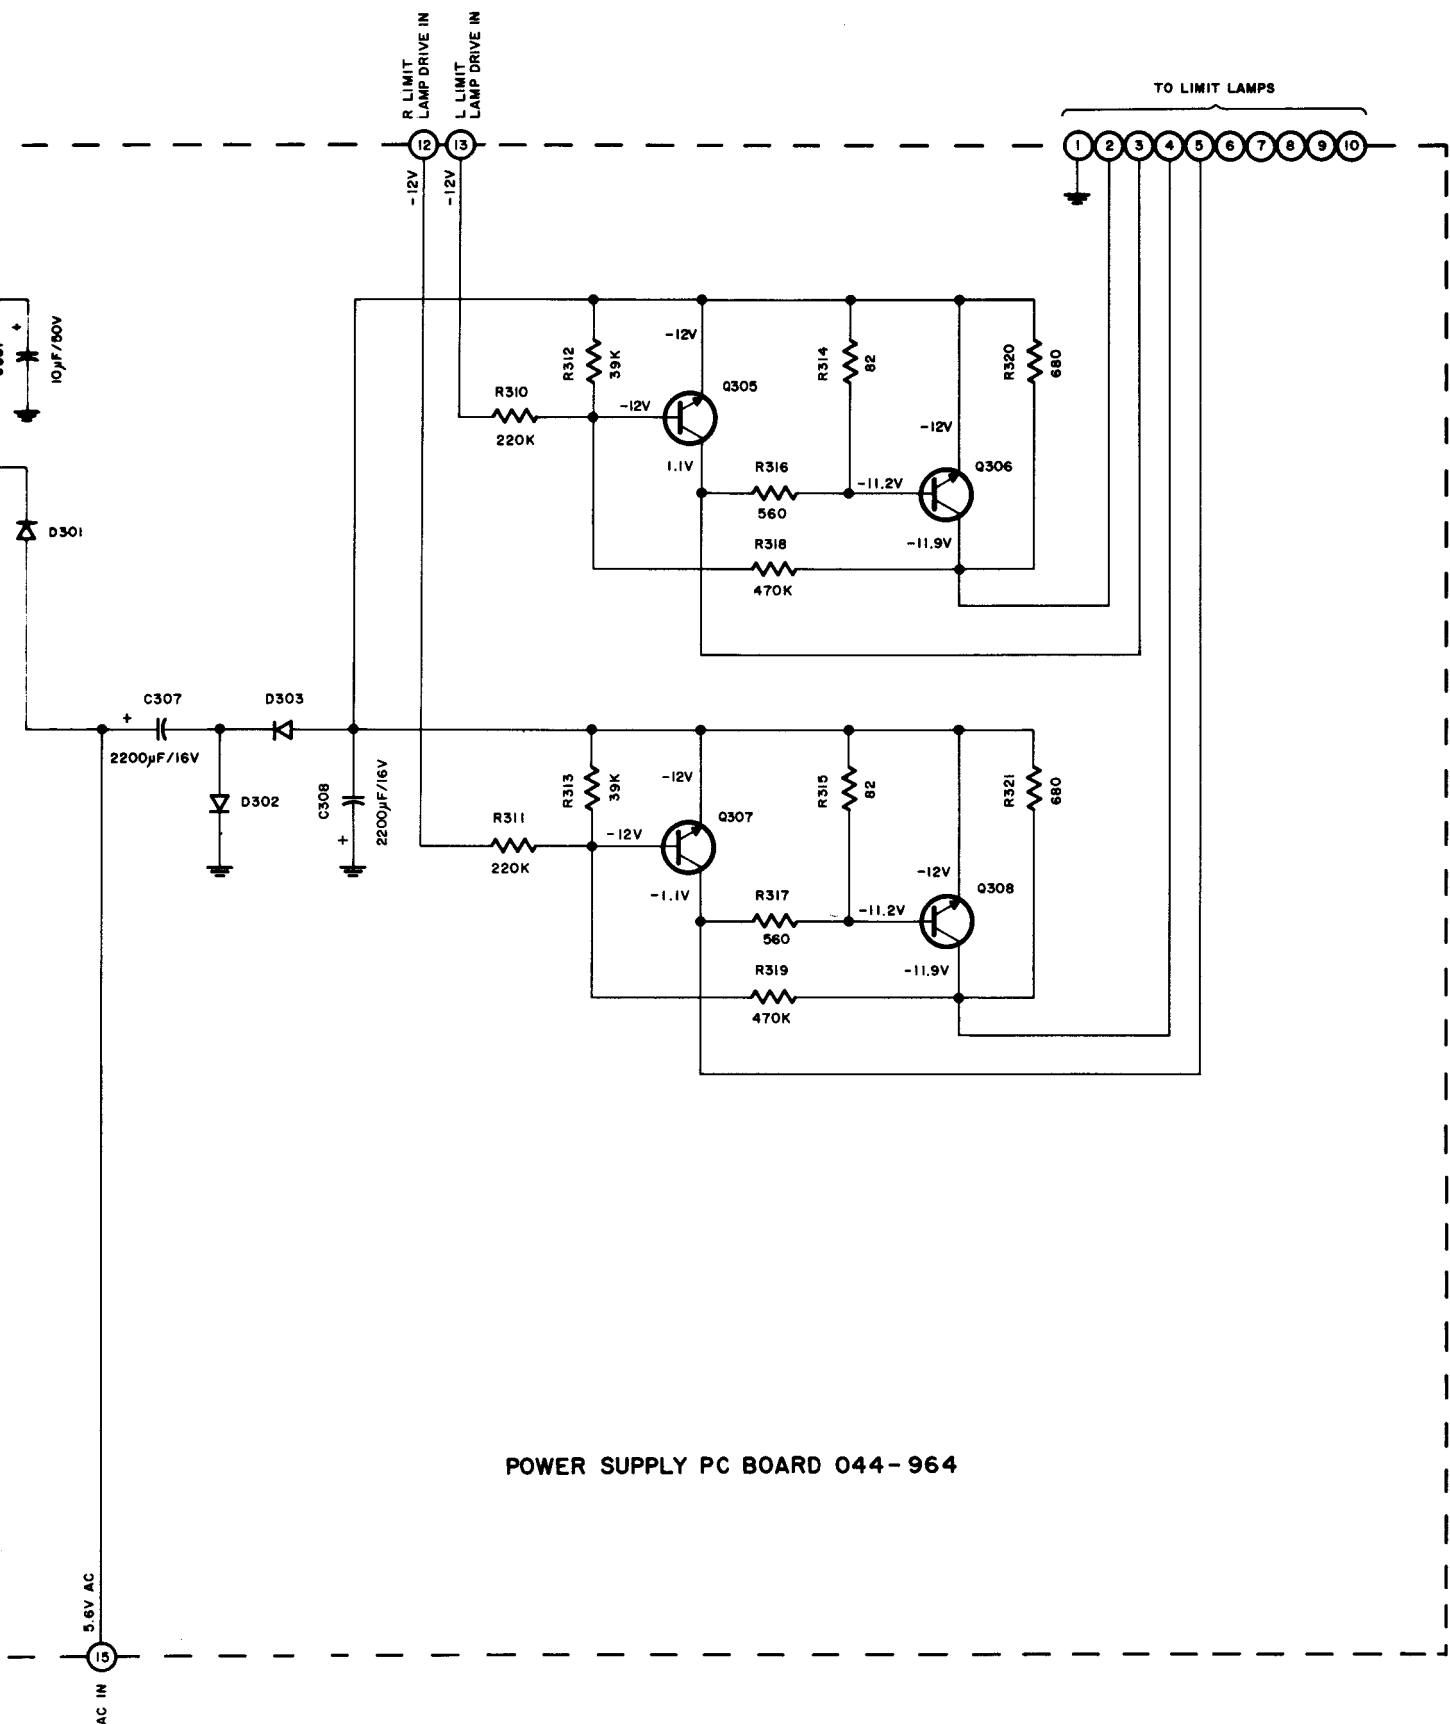 R LIMIT
LAMP DRIVE IN
L LIMIT
LAMP DRIVE IN
TO LIMIT LAMPS
12 13
1 2 3 4 5 6 7 8 9 10
-12V
-12V
+
10µF/50V
R312
39K
-12V
R314
82
R320
680
Q305
R310
220K
-12V
-12V
1.1V
R316
560
-11.2V
Q306
D301
R318
470K
-11.9V
C307
+
2200µF/16V
D303
D302
C308
2200µF/16V
+
R313
39K
-12V
R315
82
R321
680
Q307
R311
220K
-12V
-12V
-1.1V
R317
560
-11.2V
Q308
R319
470K
-11.9V
POWER SUPPLY PC BOARD 044-964
5.6V AC
15
AC IN